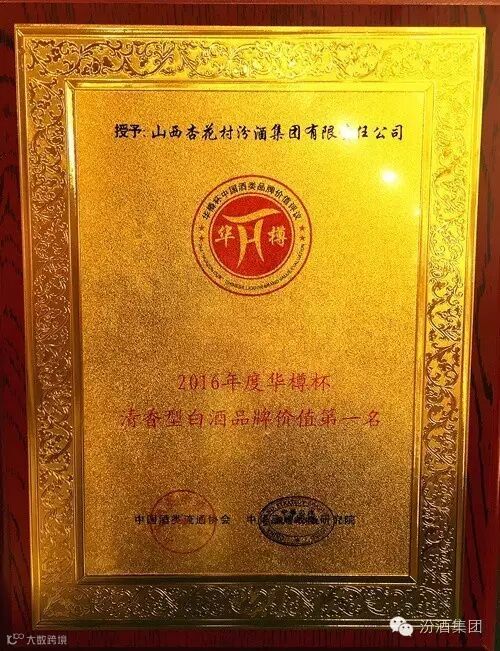 授予:山西杏花村汾酒集团有限责任公司
华樽杯中国酒类品牌价值评议
华 樽
2016年度华樽杯
清香型白酒品牌价值第一名
中国酒类流通协会
汾酒集团
大数跨境